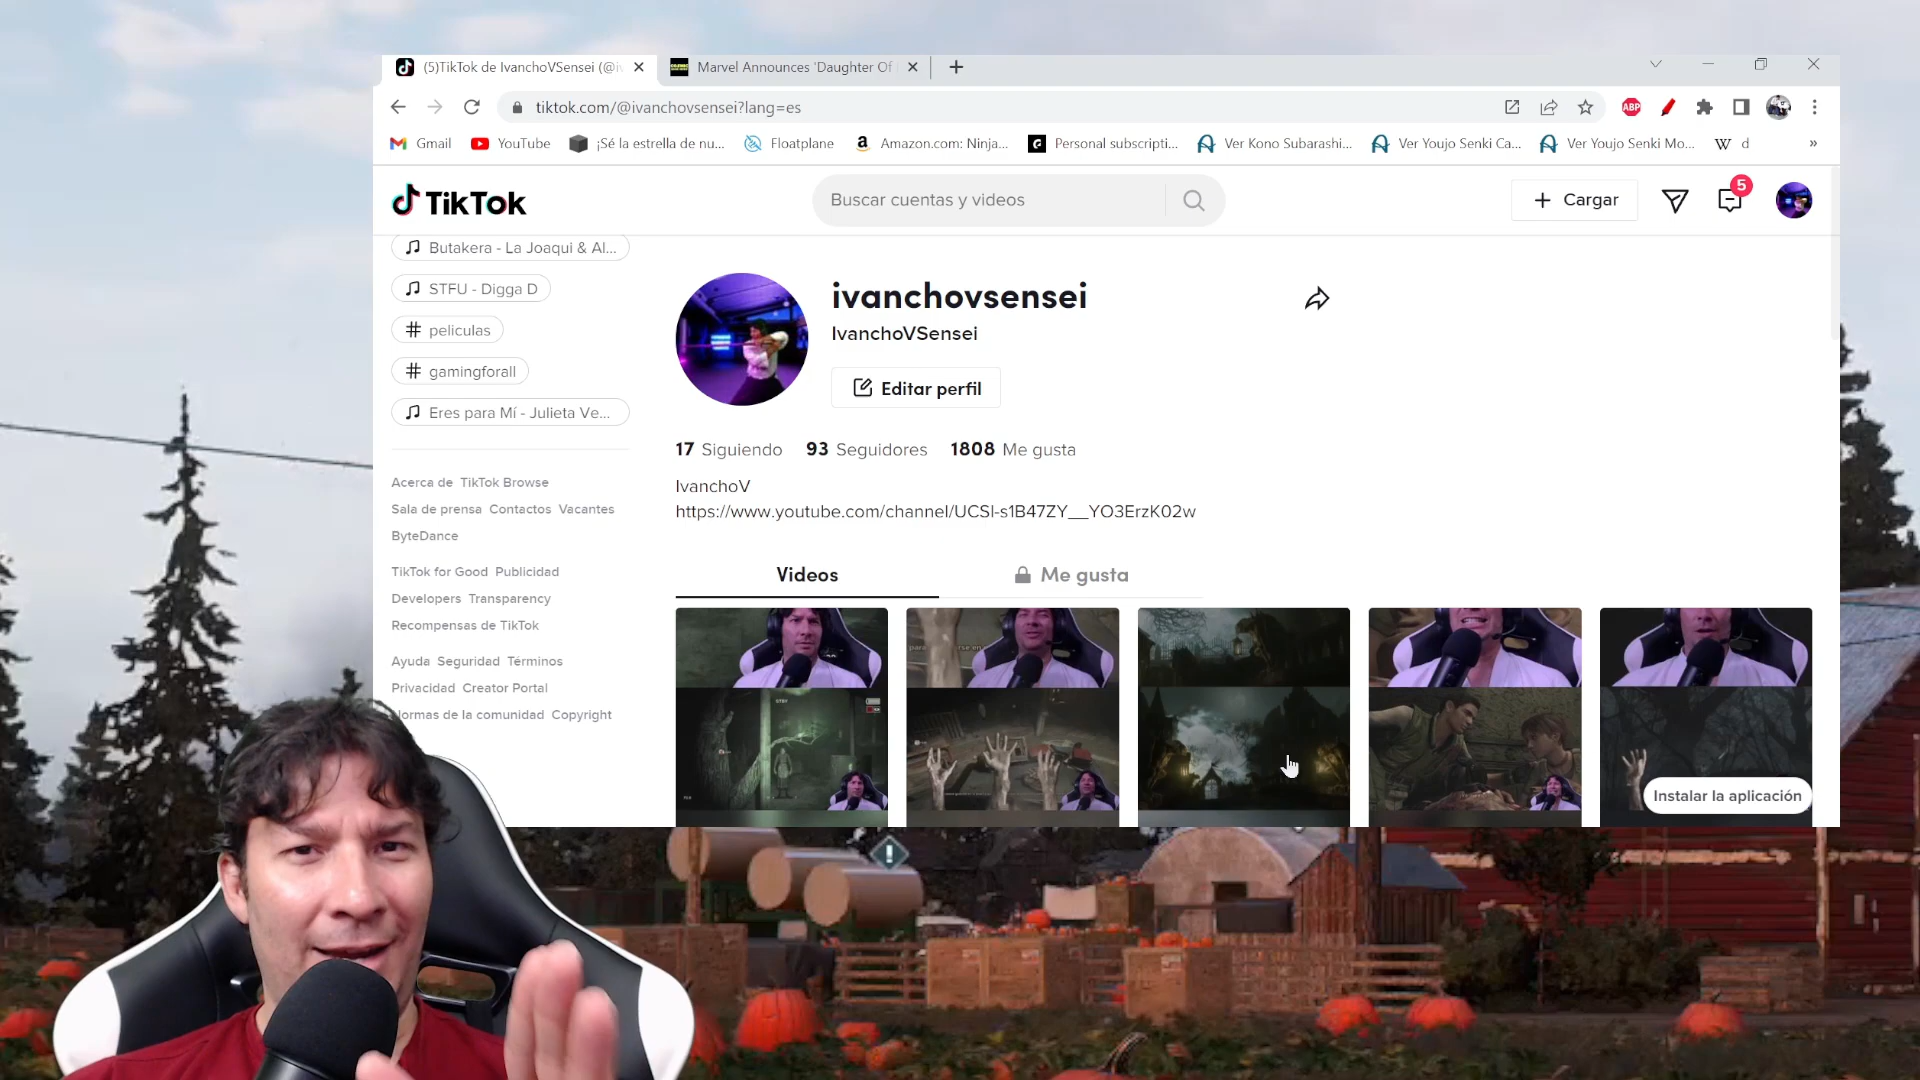 (5)TikTok de IvanchoVSensei (@iv
Marvel Announces 'Daughter Of
tiktok.com/@ivanchovsensei?lang=es
ABP
Gmail
YouTube
¡Sé la estrella de nu...
Floatplane
Amazon.com: Ninja...
Personal subscripti...
Ver Kono Subarashi...
Ver Youjo Senki Ca...
Ver Youjo Senki Mo...
W d
»
TikTok
Buscar cuentas y videos
+ Cargar
5
Butakera - La Joaqui & Al...
STFU - Digga D
# peliculas
# gamingforall
Eres para Mí - Julieta Ve...
Acerca de TikTok Browse
Sala de prensa Contactos Vacantes
ByteDance
TikTok for Good Publicidad
Developers Transparency
Recompensas de TikTok
Ayuda Seguridad Términos
Privacidad Creator Portal
Normas de la comunidad Copyright
ivanchovsensei
IvanchoVSensei
Editar perfil
17 Siguiendo 93 Seguidores 1808 Me gusta
IvanchoV
https://www.youtube.com/channel/UCSl-s1B47ZY__YO3ErzK02w
Videos
Me gusta
Instalar la aplicación